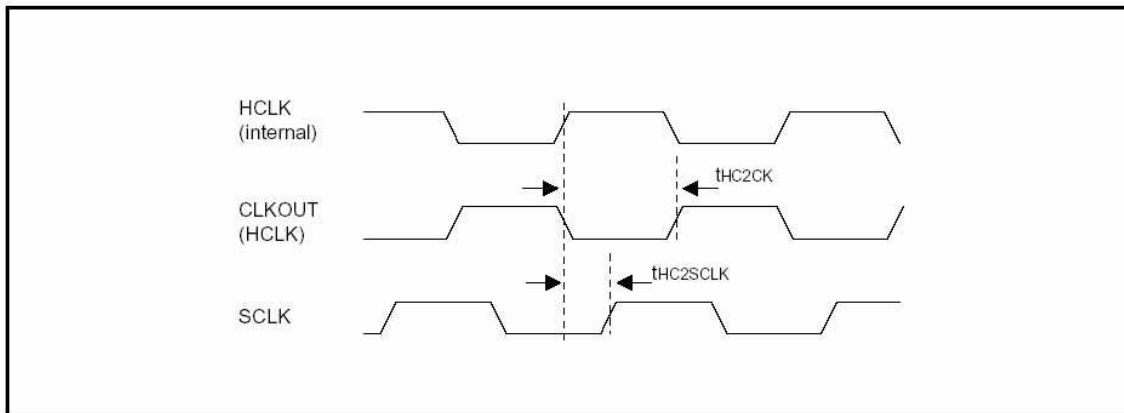 HCLK
(internal)
tHC2CK
CLKOUT
(HCLK)
tHC2SCLK
SCLK